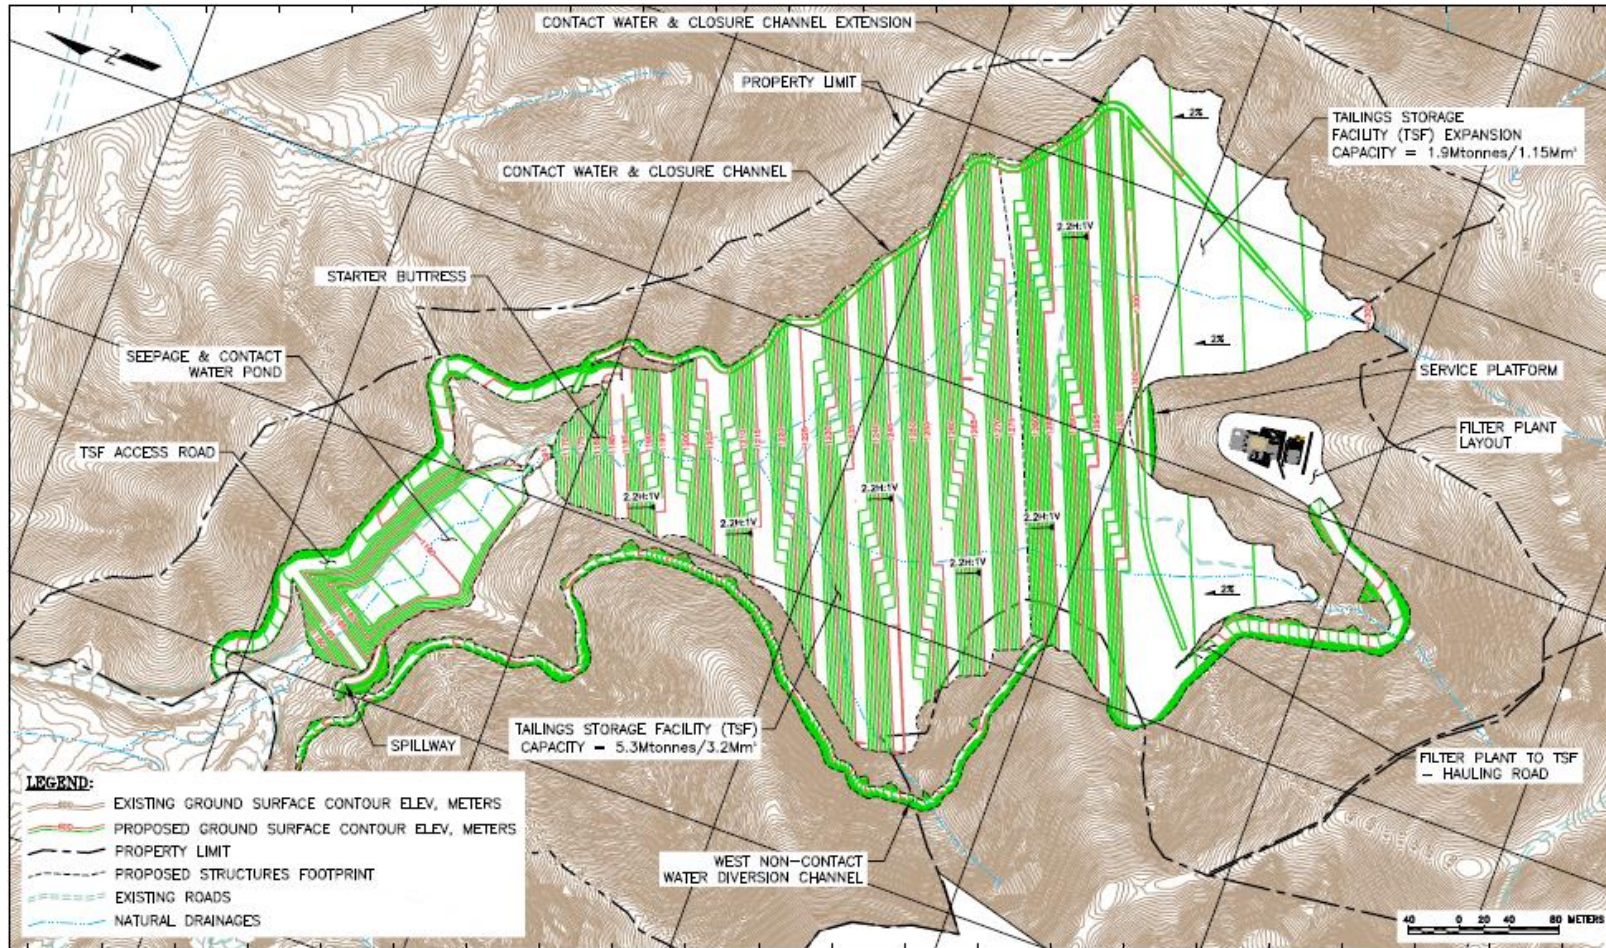 CONTACT WATER & CLOSURE CHANNEL EXTENSION
PROPERTY LIMIT
TAILINGS STORAGE
FACILITY (TSF) EXPANSION
CAPACITY = 1.9Mtonnes/1.15Mm³
CONTACT WATER & CLOSURE CHANNEL
STARTER BUTTRESS
SEEPAGE & CONTACT
WATER POND
TSF ACCESS ROAD
SERVICE PLATFORM
FILTER PLANT
LAYOUT
N
2%
2%
2%
2.2H:1V
2.2H:1V
2.2H:1V
2.2H:1V
2.2H:1V
2.2H:1V
TAILINGS STORAGE FACILITY (TSF)
CAPACITY = 5.3Mtonnes/3.2Mm³
SPILLWAY
FILTER PLANT TO TSF
- HAULING ROAD
WEST NON-CONTACT
WATER DIVERSION CHANNEL
LEGEND:
EXISTING GROUND SURFACE CONTOUR ELEV, METERS
PROPOSED GROUND SURFACE CONTOUR ELEV, METERS
PROPERTY LIMIT
PROPOSED STRUCTURES FOOTPRINT
EXISTING ROADS
NATURAL DRAINAGES
40 0 20 40 80 METERS